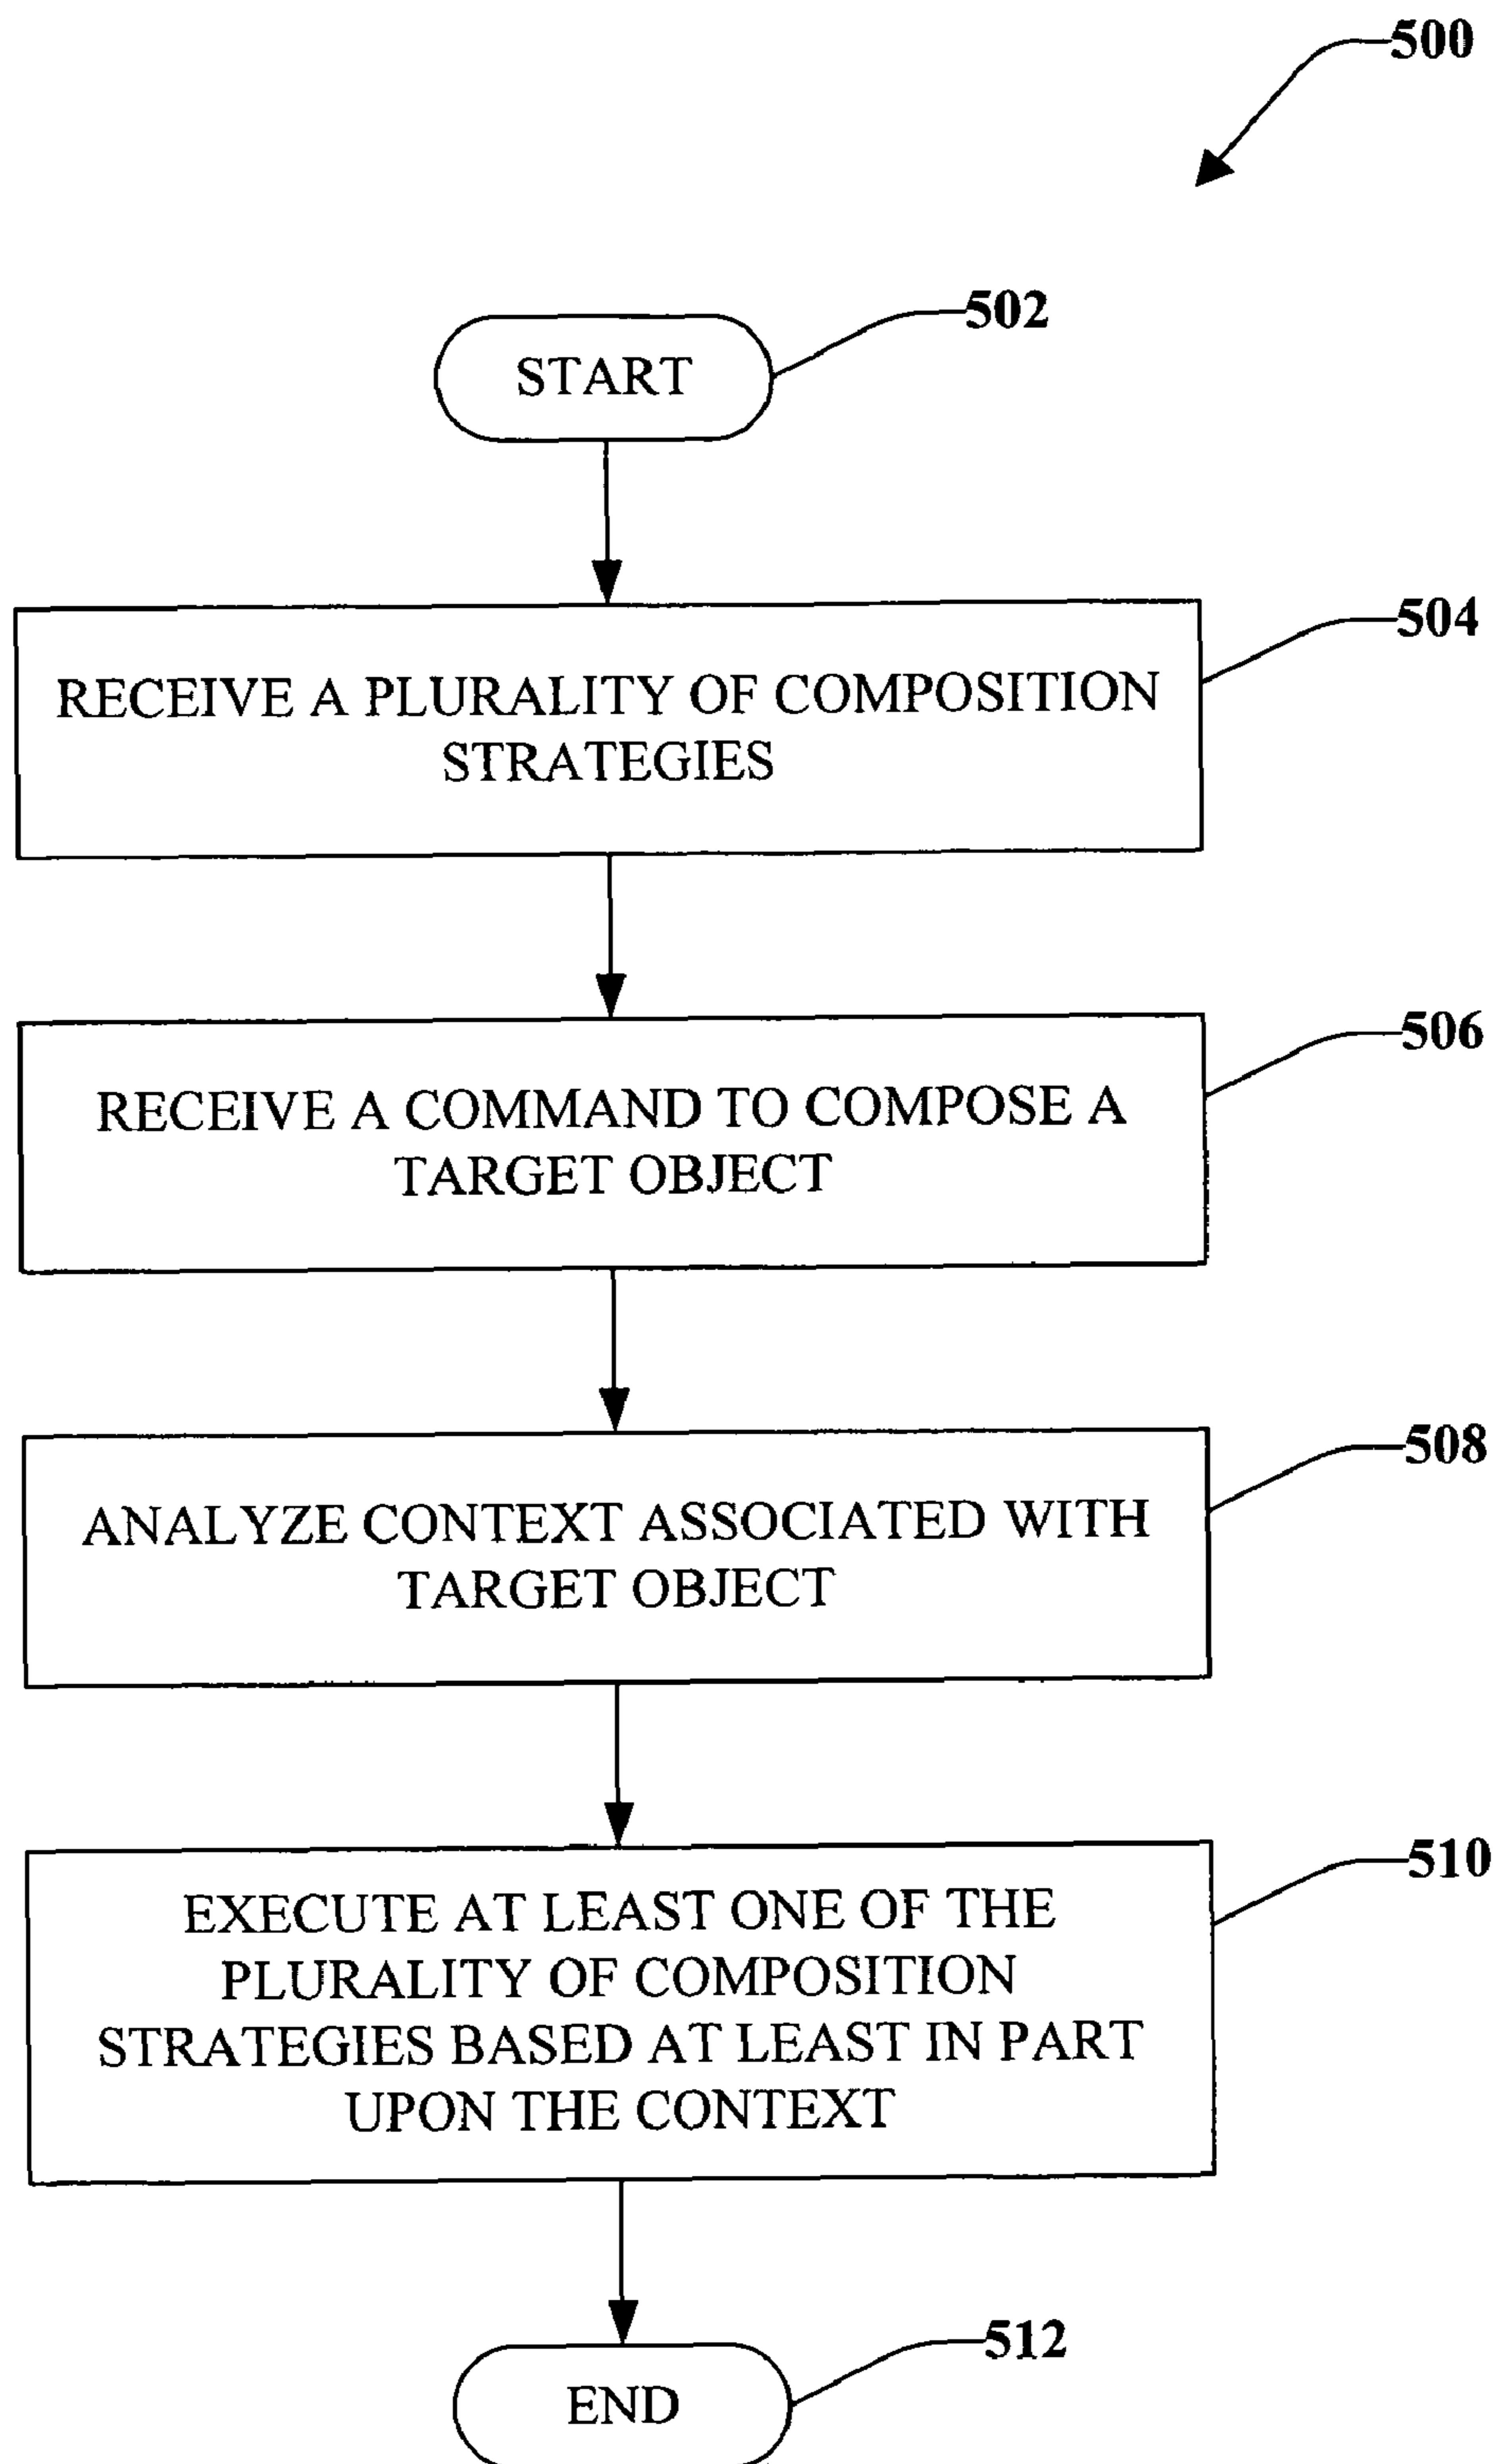 500
502
START
504
RECEIVE A PLURALITY OF COMPOSITION
STRATEGIES
506
RECEIVE A COMMAND TO COMPOSE A
TARGET OBJECT
508
ANALYZE CONTEXT ASSOCIATED WITH
TARGET OBJECT
510
EXECUTE AT LEAST ONE OF THE
PLURALITY OF COMPOSITION
STRATEGIES BASED AT LEAST IN PART
UPON THE CONTEXT
512
END